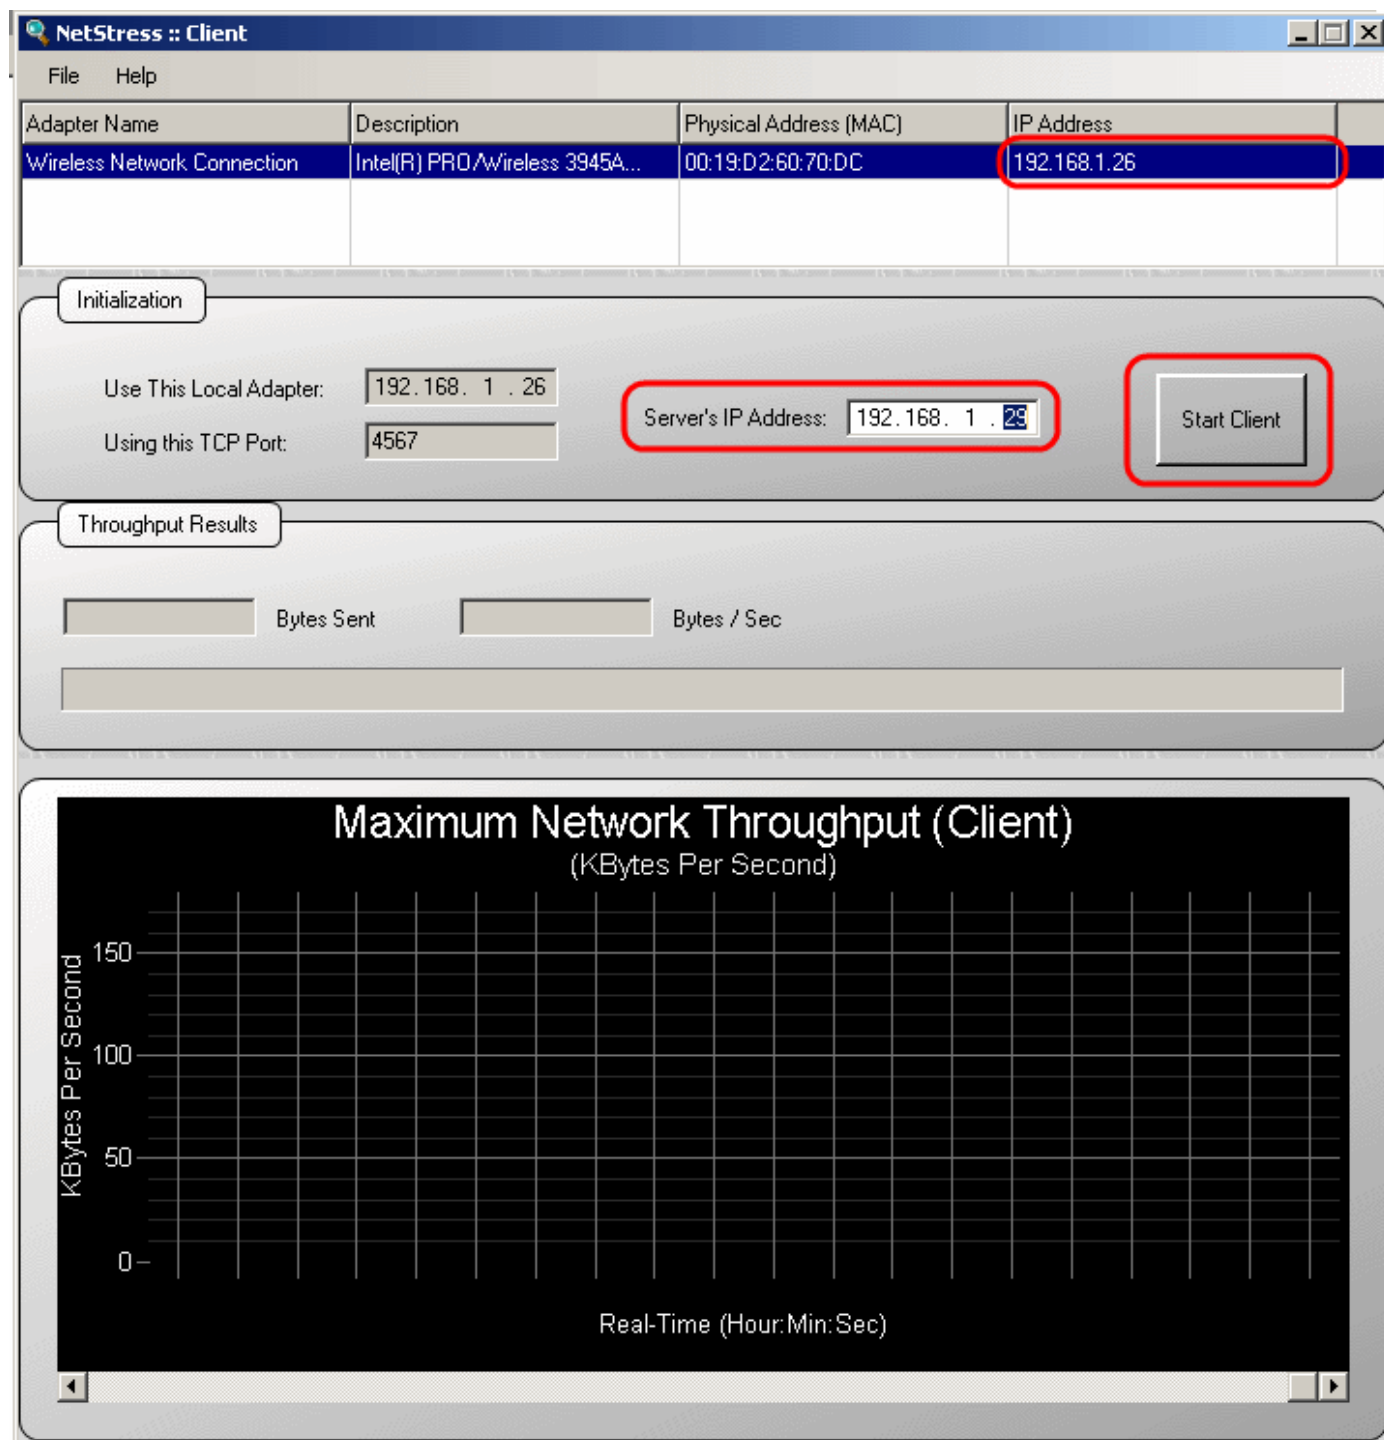 NetStress :: Client
File Help
Adapter Name Description Physical Address (MAC) IP Address
Wireless Network Connection Intel(R) PRO/Wireless 3945A... 00:19:D2:60:70:DC 192.168.1.26
Initialization
Use This Local Adapter: 192.168. 1 . 26
Server's IP Address: 192.168. 1 . 29
Start Client
Using this TCP Port: 4567
Throughput Results
Bytes Sent Bytes / Sec
Maximum Network Throughput (Client)
(KBytes Per Second)
KBytes Per Second
150
100
50
0
Real-Time (Hour:Min:Sec)